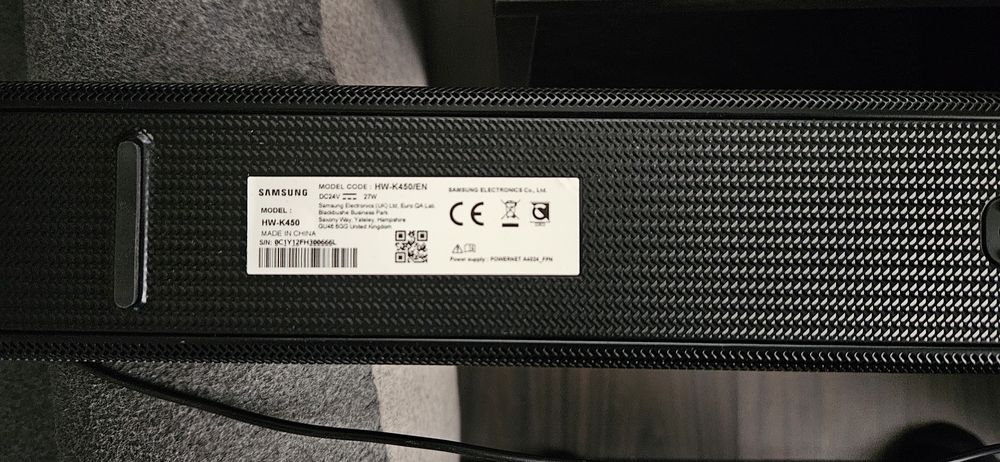 SAMSUNG
MODEL :
HW-K450
MADE IN CHINA
S/N: 0C1Y12FH300666L
MODEL CODE : HW-K450/EN
DC24V 27W
Samsung Electronics (UK) Ltd, Euro QA Lab.
Blackbushe Business Park
Saxony Way, Yateley, Hampshire
GU46 6GG United Kingdom
SAMSUNG ELECTRONICS Co., Ltd.
CE
Power supply : POWERNET A4024_FPN